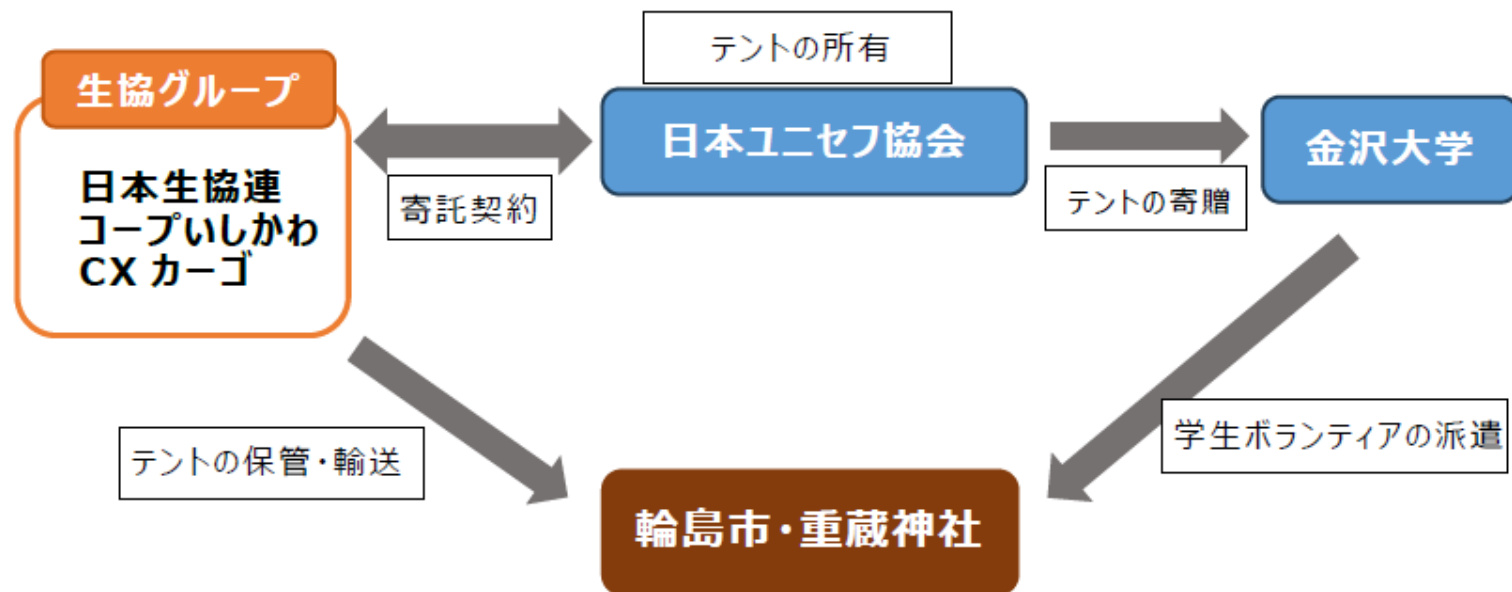 テントの所有
生協グループ
日本ユニセフ協会
金沢大学
日本生協連
コープいしかわ
CX カーゴ
寄託契約
テントの寄贈
テントの保管・輸送
学生ボランティアの派遣
輪島市・重蔵神社